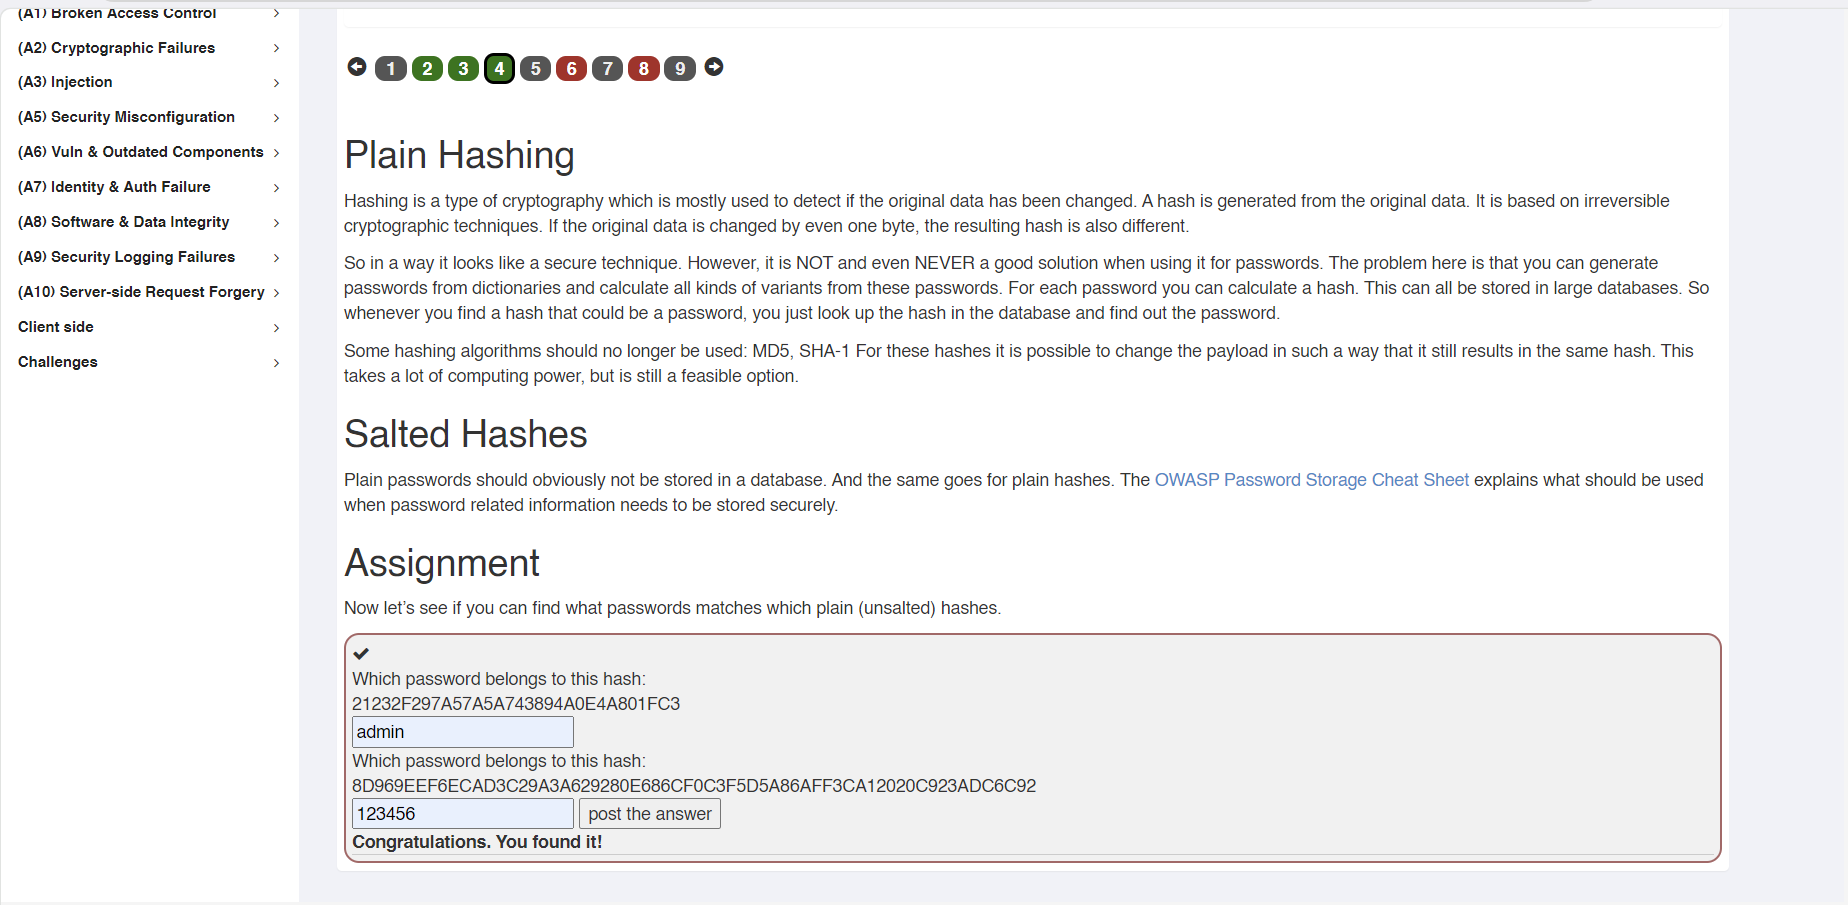 (A1) Broken Access Control
(A2) Cryptographic Failures
(A3) Injection
(A5) Security Misconfiguration
(A6) Vuln & Outdated Components
(A7) Identity & Auth Failure
(A8) Software & Data Integrity
(A9) Security Logging Failures
(A10) Server-side Request Forgery
Client side
Challenges
1 2 3 4 5 6 7 8 9
Plain Hashing
Hashing is a type of cryptography which is mostly used to detect if the original data has been changed. A hash is generated from the original data. It is based on irreversible
cryptographic techniques. If the original data is changed by even one byte, the resulting hash is also different.
So in a way it looks like a secure technique. However, it is NOT and even NEVER a good solution when using it for passwords. The problem here is that you can generate
passwords from dictionaries and calculate all kinds of variants from these passwords. For each password you can calculate a hash. This can all be stored in large databases. So
whenever you find a hash that could be a password, you just look up the hash in the database and find out the password.
Some hashing algorithms should no longer be used: MD5, SHA-1 For these hashes it is possible to change the payload in such a way that it still results in the same hash. This
takes a lot of computing power, but is still a feasible option.
Salted Hashes
Plain passwords should obviously not be stored in a database. And the same goes for plain hashes. The OWASP Password Storage Cheat Sheet explains what should be used
when password related information needs to be stored securely.
Assignment
Now let's see if you can find what passwords matches which plain (unsalted) hashes.
Which password belongs to this hash:
21232F297A57A5A743894A0E4A801FC3
admin
Which password belongs to this hash:
8D969EEF6ECAD3C29A3A629280E686CF0C3F5D5A86AFF3CA12020C923ADC6C92
123456 post the answer
Congratulations. You found it!